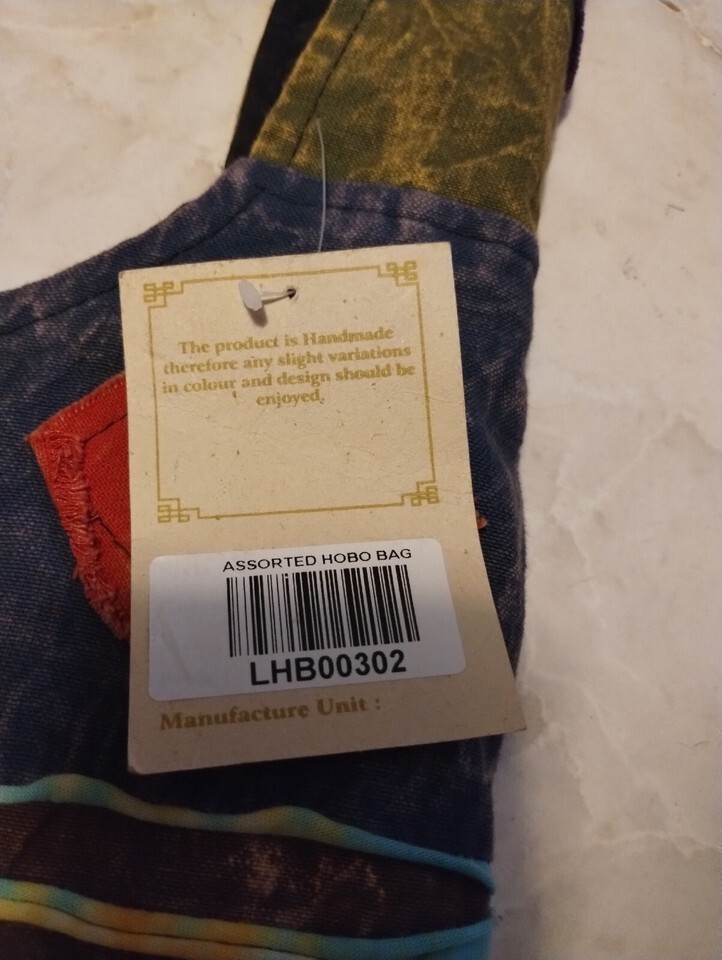 The product is Handmade
therefore any slight variations
in colour and design should be
enjoyed.
ASSORTED HOBO BAG
LHB00302
Manufacture Unit :